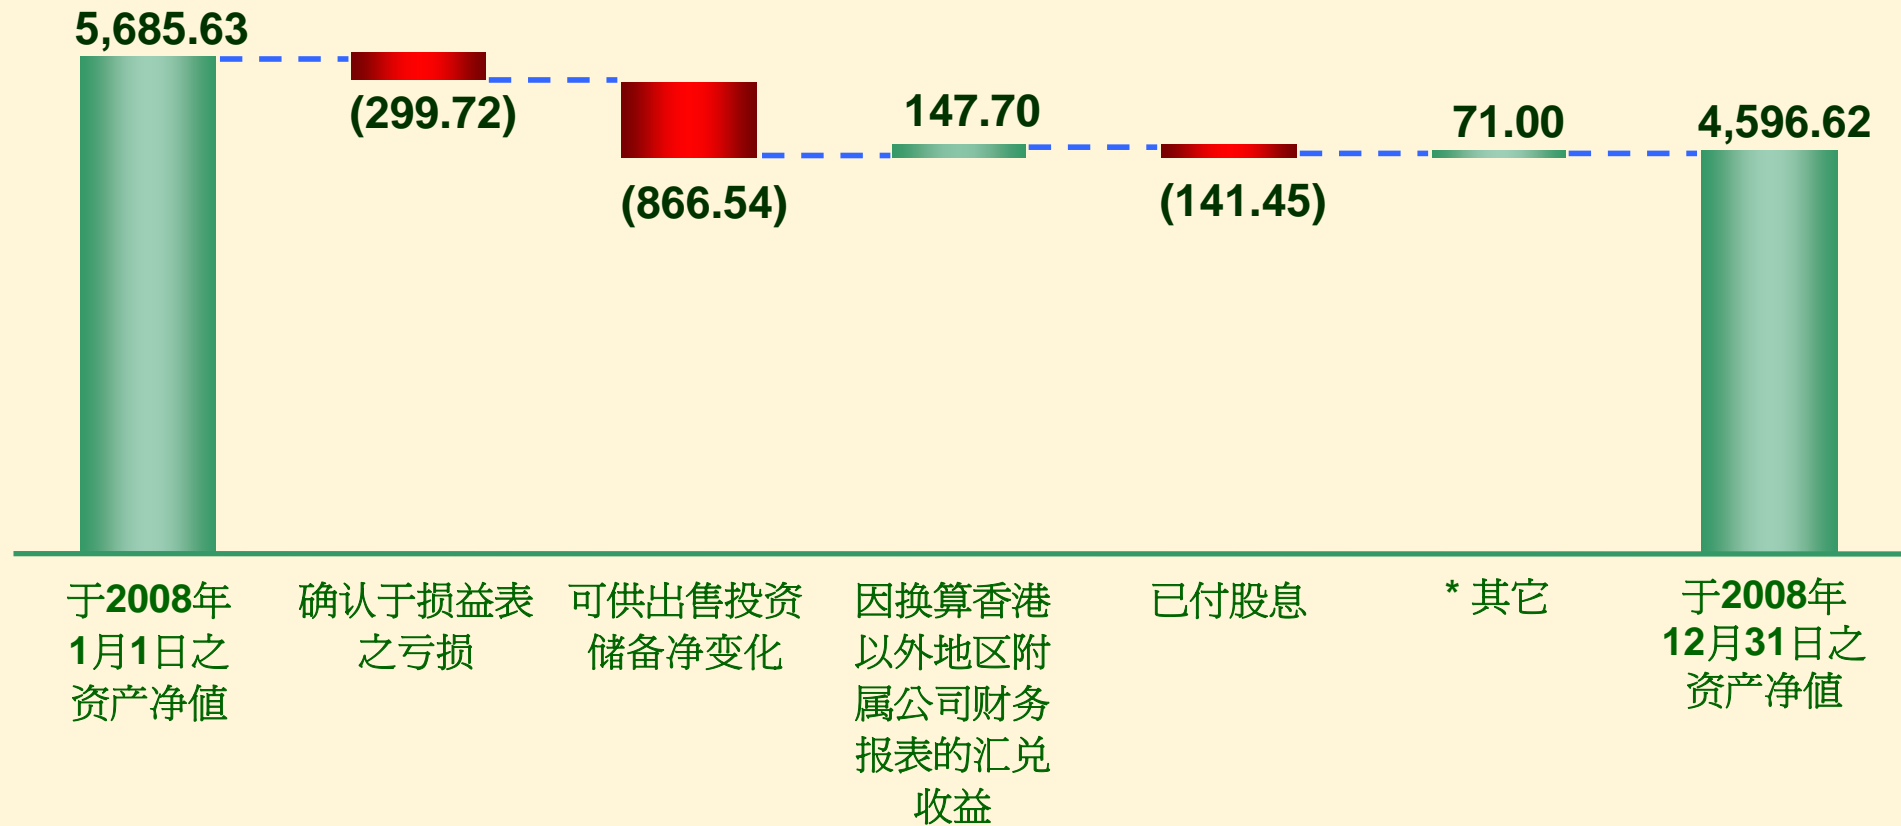 5,685.63
(299.72)
(866.54)
147.70
(141.45)
71.00
4,596.62
于2008年
1月1日之
资产净值
确认于损益表
之亏损
可供出售投资
储备净变化
因换算香港
以外地区附
属公司财务
报表的汇兑
收益
已付股息
* 其它
于2008年
12月31日之
资产净值